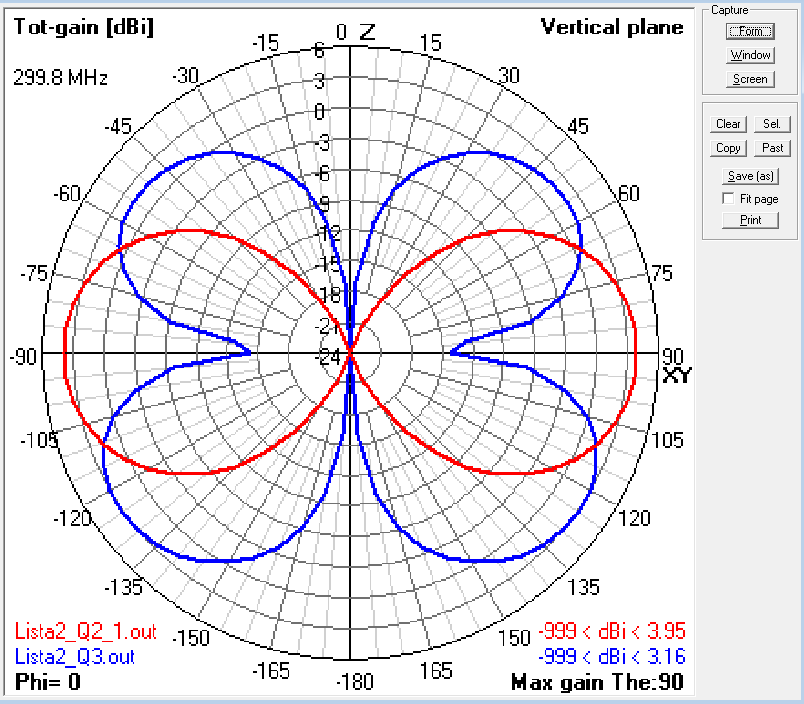 Tot-gain [dBi]
0 Z
Vertical plane
299.8 MHz
-15
15
-30
30
-45
45
-60
60
-75
75
-90
90
XY
-105
105
-120
120
-135
135
-150
150
-165
165
-180
6
3
0
-3
-6
-9
-12
-15
-18
-21
-24
Lista2_Q2_1.out
-999 < dBi < 3.95
Lista2_Q3.out
-999 < dBi < 3.16
Phi= 0
Max gain The:90
Capture
Form
Window
Screen
Clear Sel.
Copy Past
Save (as)
Fit page
Print